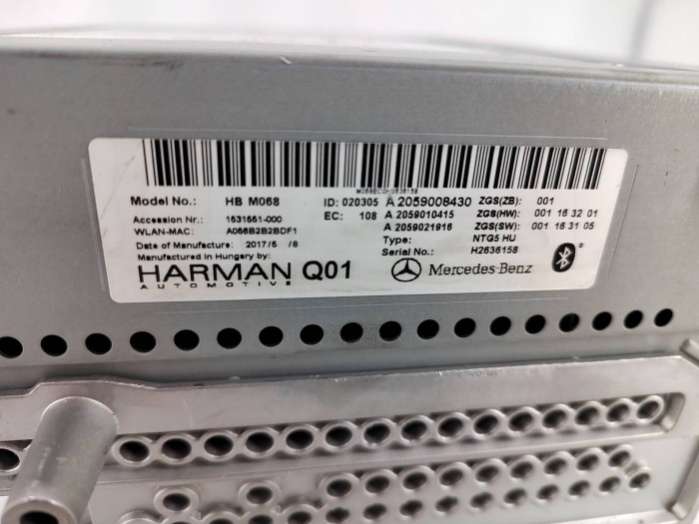 Model No.: HB M068 ID: 020305 A 2059008430 ZGS(ZB): 001
Accession Nr.: 1631651-000 EC: 108 A 2059010415 ZGS(HW): 001 16 32 01
WLAN-MAC: A066B2B2BDF1 A 2059021916 ZGS(SW): 001 16 31 05
Date of Manufacture: 2017/5 /8 Type: NTG5 HU
Manufactured in Hungary by: Serial No.: H2636158
HARMAN Q01 Mercedes-Benz
AUTOMOTIVE